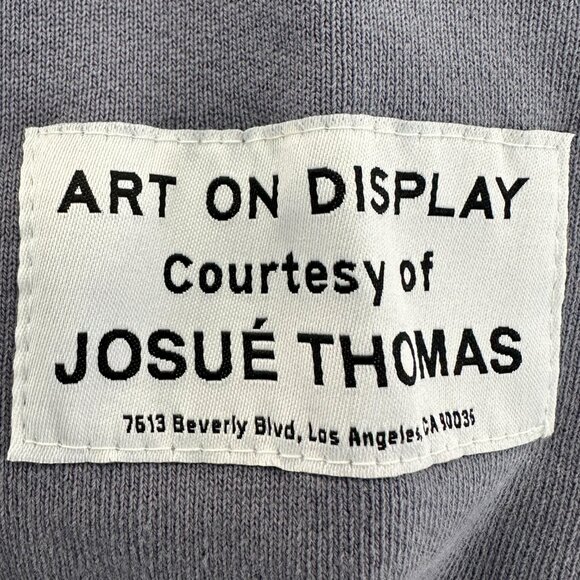 ART ON DISPLAY
Courtesy of
JOSUÉ THOMAS
7613 Beverly Blvd, Los Angeles, CA 90036